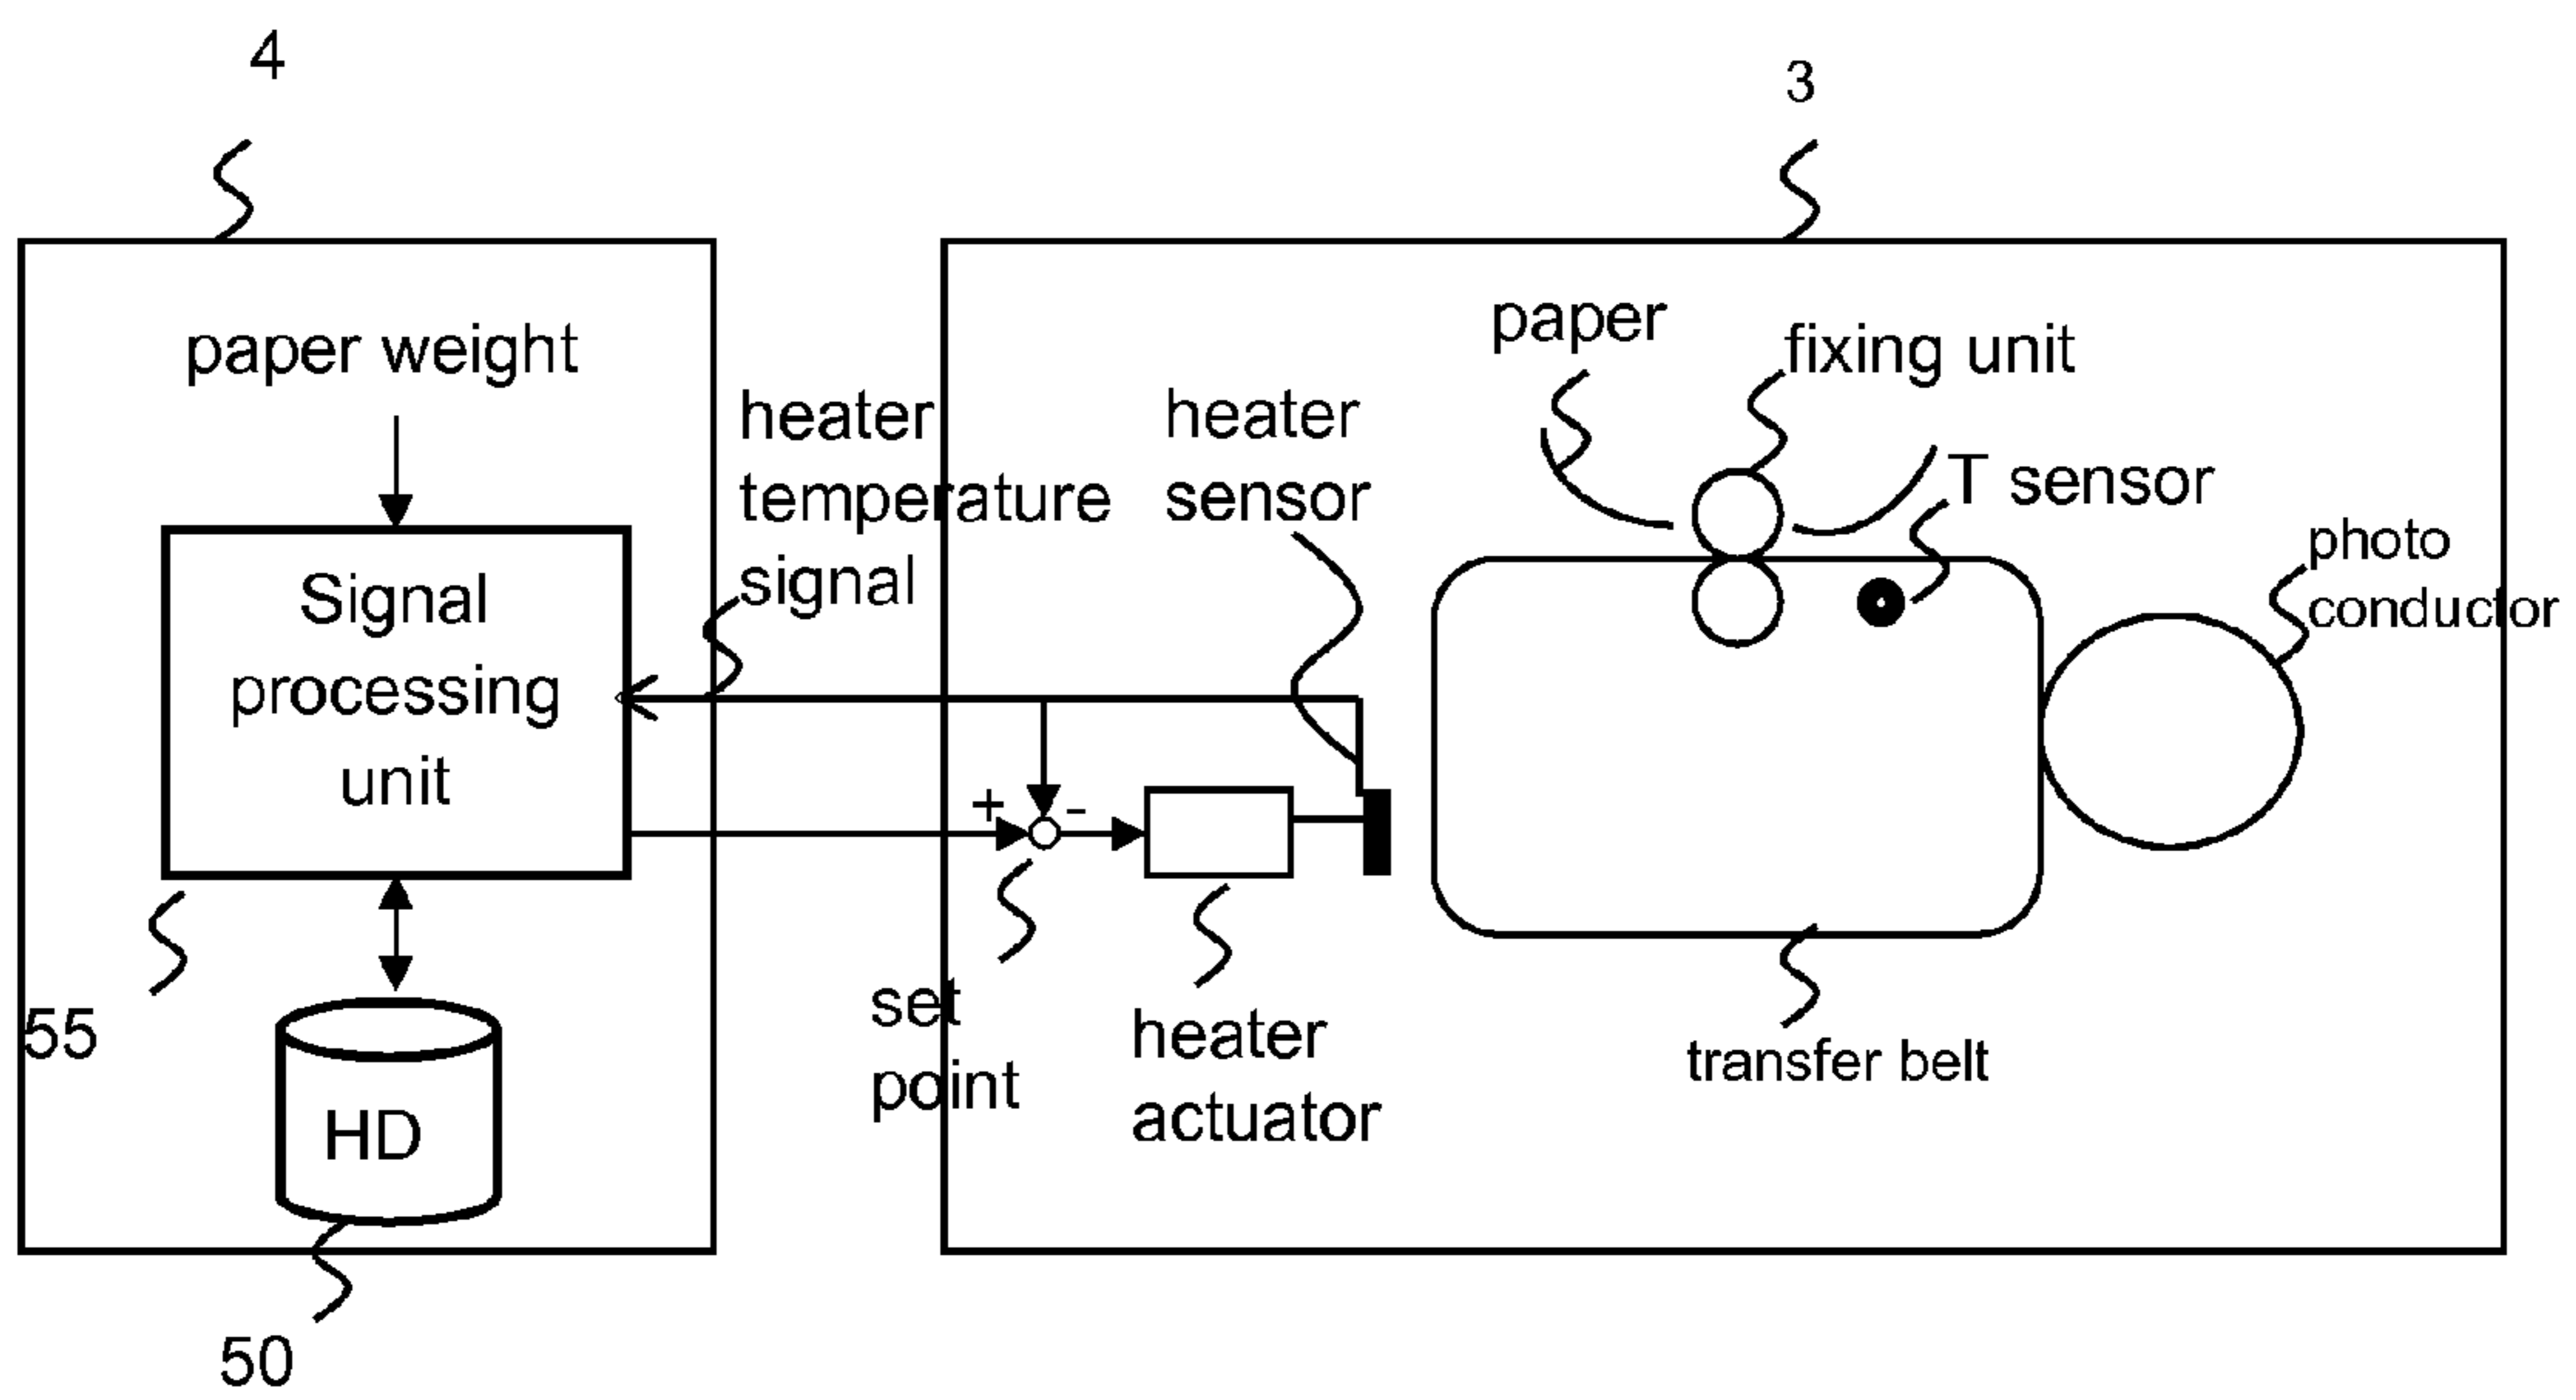 4
3
paper weight
heater
temperature
signal
heater
sensor
paper
fixing unit
T sensor
photo
conductor
Signal
processing
unit
+
-
55
set
point
heater
actuator
transfer belt
HD
50